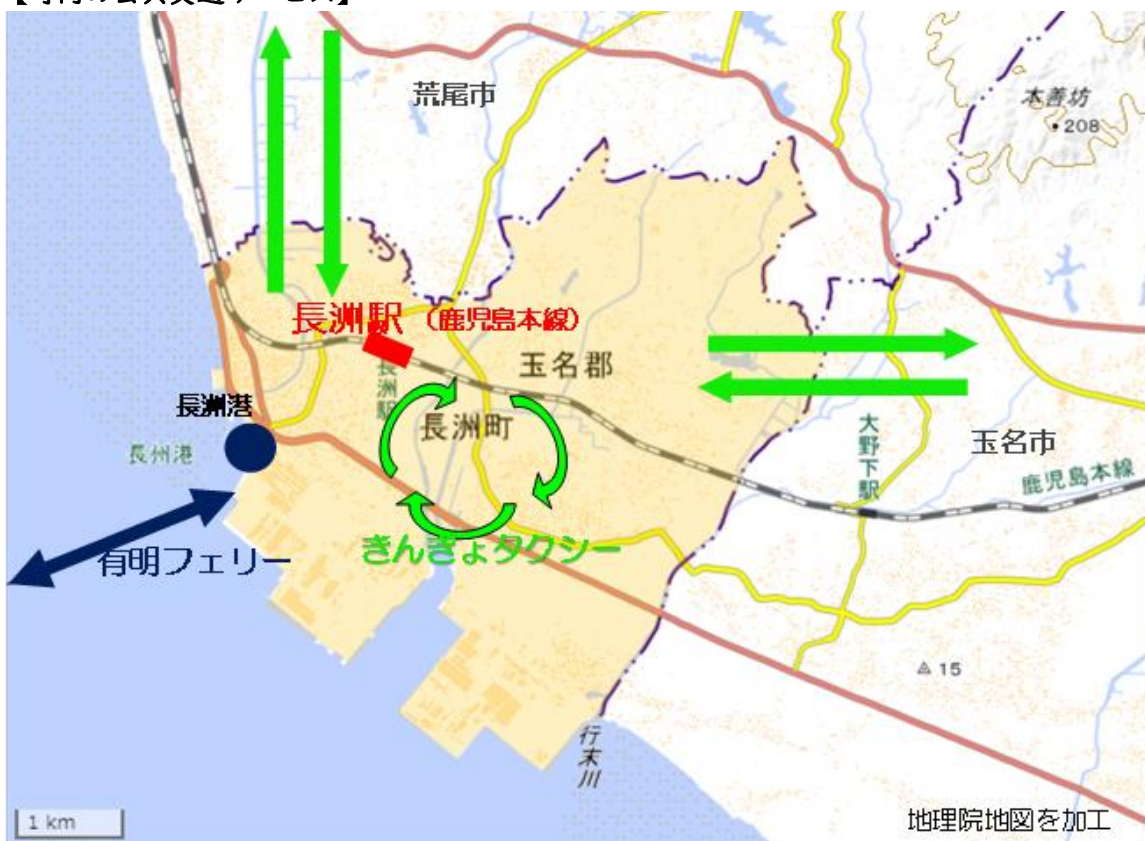 荒尾市
本善坊
・208
長洲駅（鹿児島本線）
玉名郡
長洲駅
長洲港
長洲町
長州港
大野下駅
玉名市
鹿児島本線
きんぎょタクシー
有明フェリー
15
行末川
1 km
地理院地図を加工